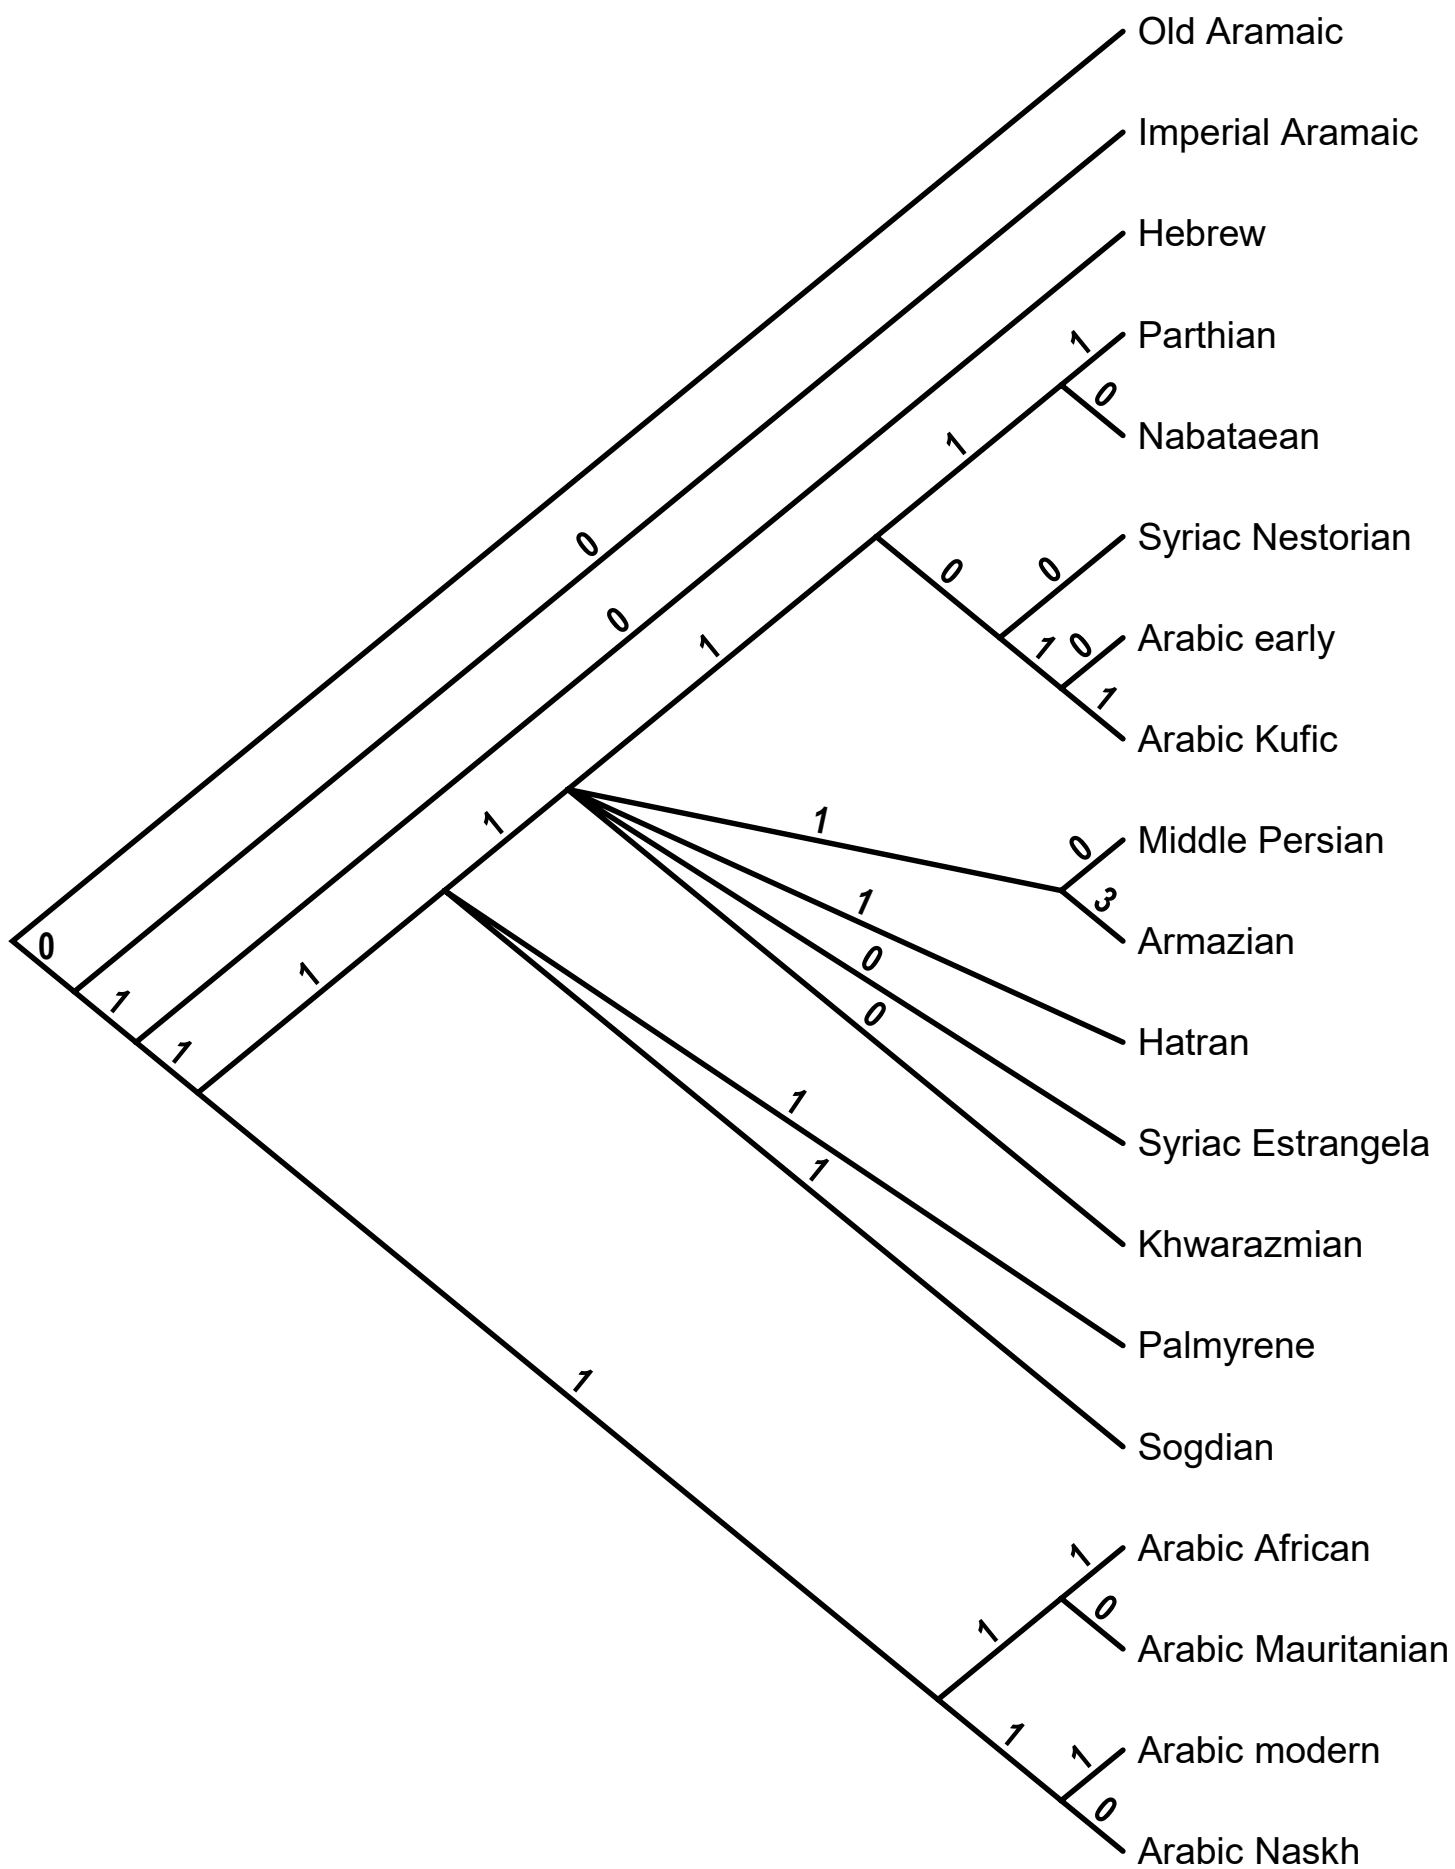 Old Aramaic
Imperial Aramaic
Hebrew
1
Parthian
0
Nabataean
1
0
Syriac Nestorian
0
0
0
1
0
Arabic early
0
1
1
1
Arabic Kufic
1
1
0
Middle Persian
3
1
Armazian
0
0
1
0
1
1
Hatran
1
1
Syriac Estrangela
1
Khwarazmian
Palmyrene
1
Sogdian
1
Arabic African
0
1
Arabic Mauritanian
1
1
Arabic modern
0
Arabic Naskh